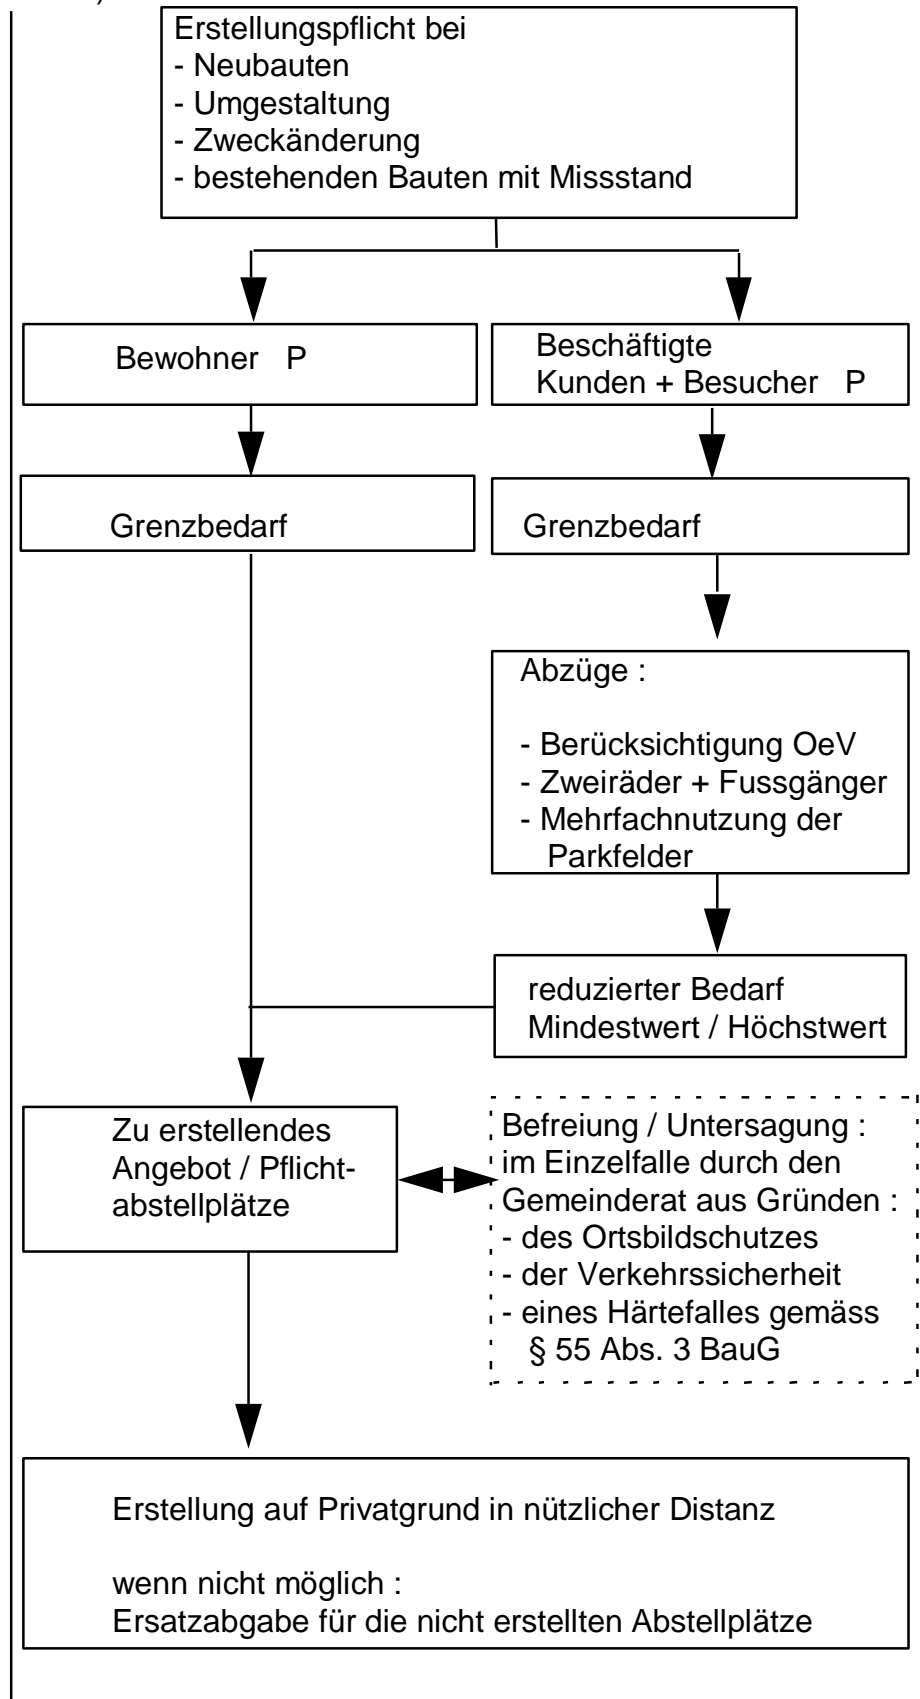 Erstellungspflicht bei
- Neubauten
- Umgestaltung
- Zweckänderung
- bestehenden Bauten mit Missstand
Bewohner P
Beschäftigte
Kunden + Besucher P
Grenzbedarf
Grenzbedarf
Abzüge :
- Berücksichtigung OeV
- Zweiräder + Fussgänger
- Mehrfachnutzung der
Parkfelder
reduzierter Bedarf
Mindestwert / Höchstwert
Zu erstellendes
Angebot / Pflicht-
abstellplätze
Befreiung / Untersagung :
im Einzelfalle durch den
Gemeinderat aus Gründen :
- des Ortsbildschutzes
- der Verkehrssicherheit
- eines Härtefalles gemäss
§ 55 Abs. 3 BauG
Erstellung auf Privatgrund in nützlicher Distanz
wenn nicht möglich :
Ersatzabgabe für die nicht erstellten Abstellplätze